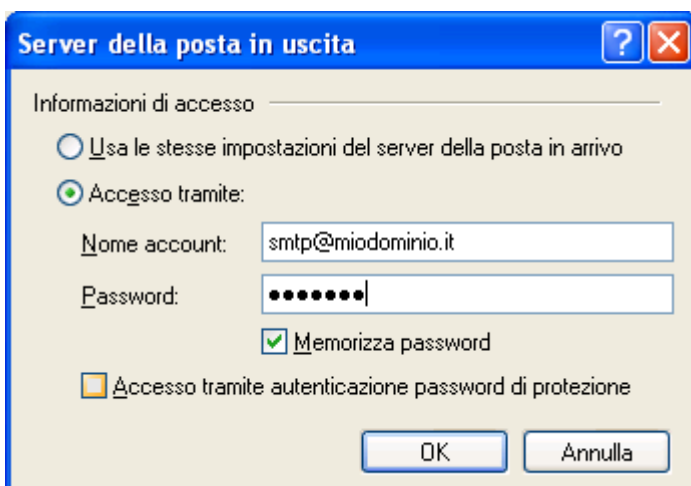 Server della posta in uscita
Informazioni di accesso
Usa le stesse impostazioni del server della posta in arrivo
Accesso tramite:
Nome account: smtp@miodominio.it
Password: ●●●●●●●
Memorizza password
Accesso tramite autenticazione password di protezione
OK Annulla